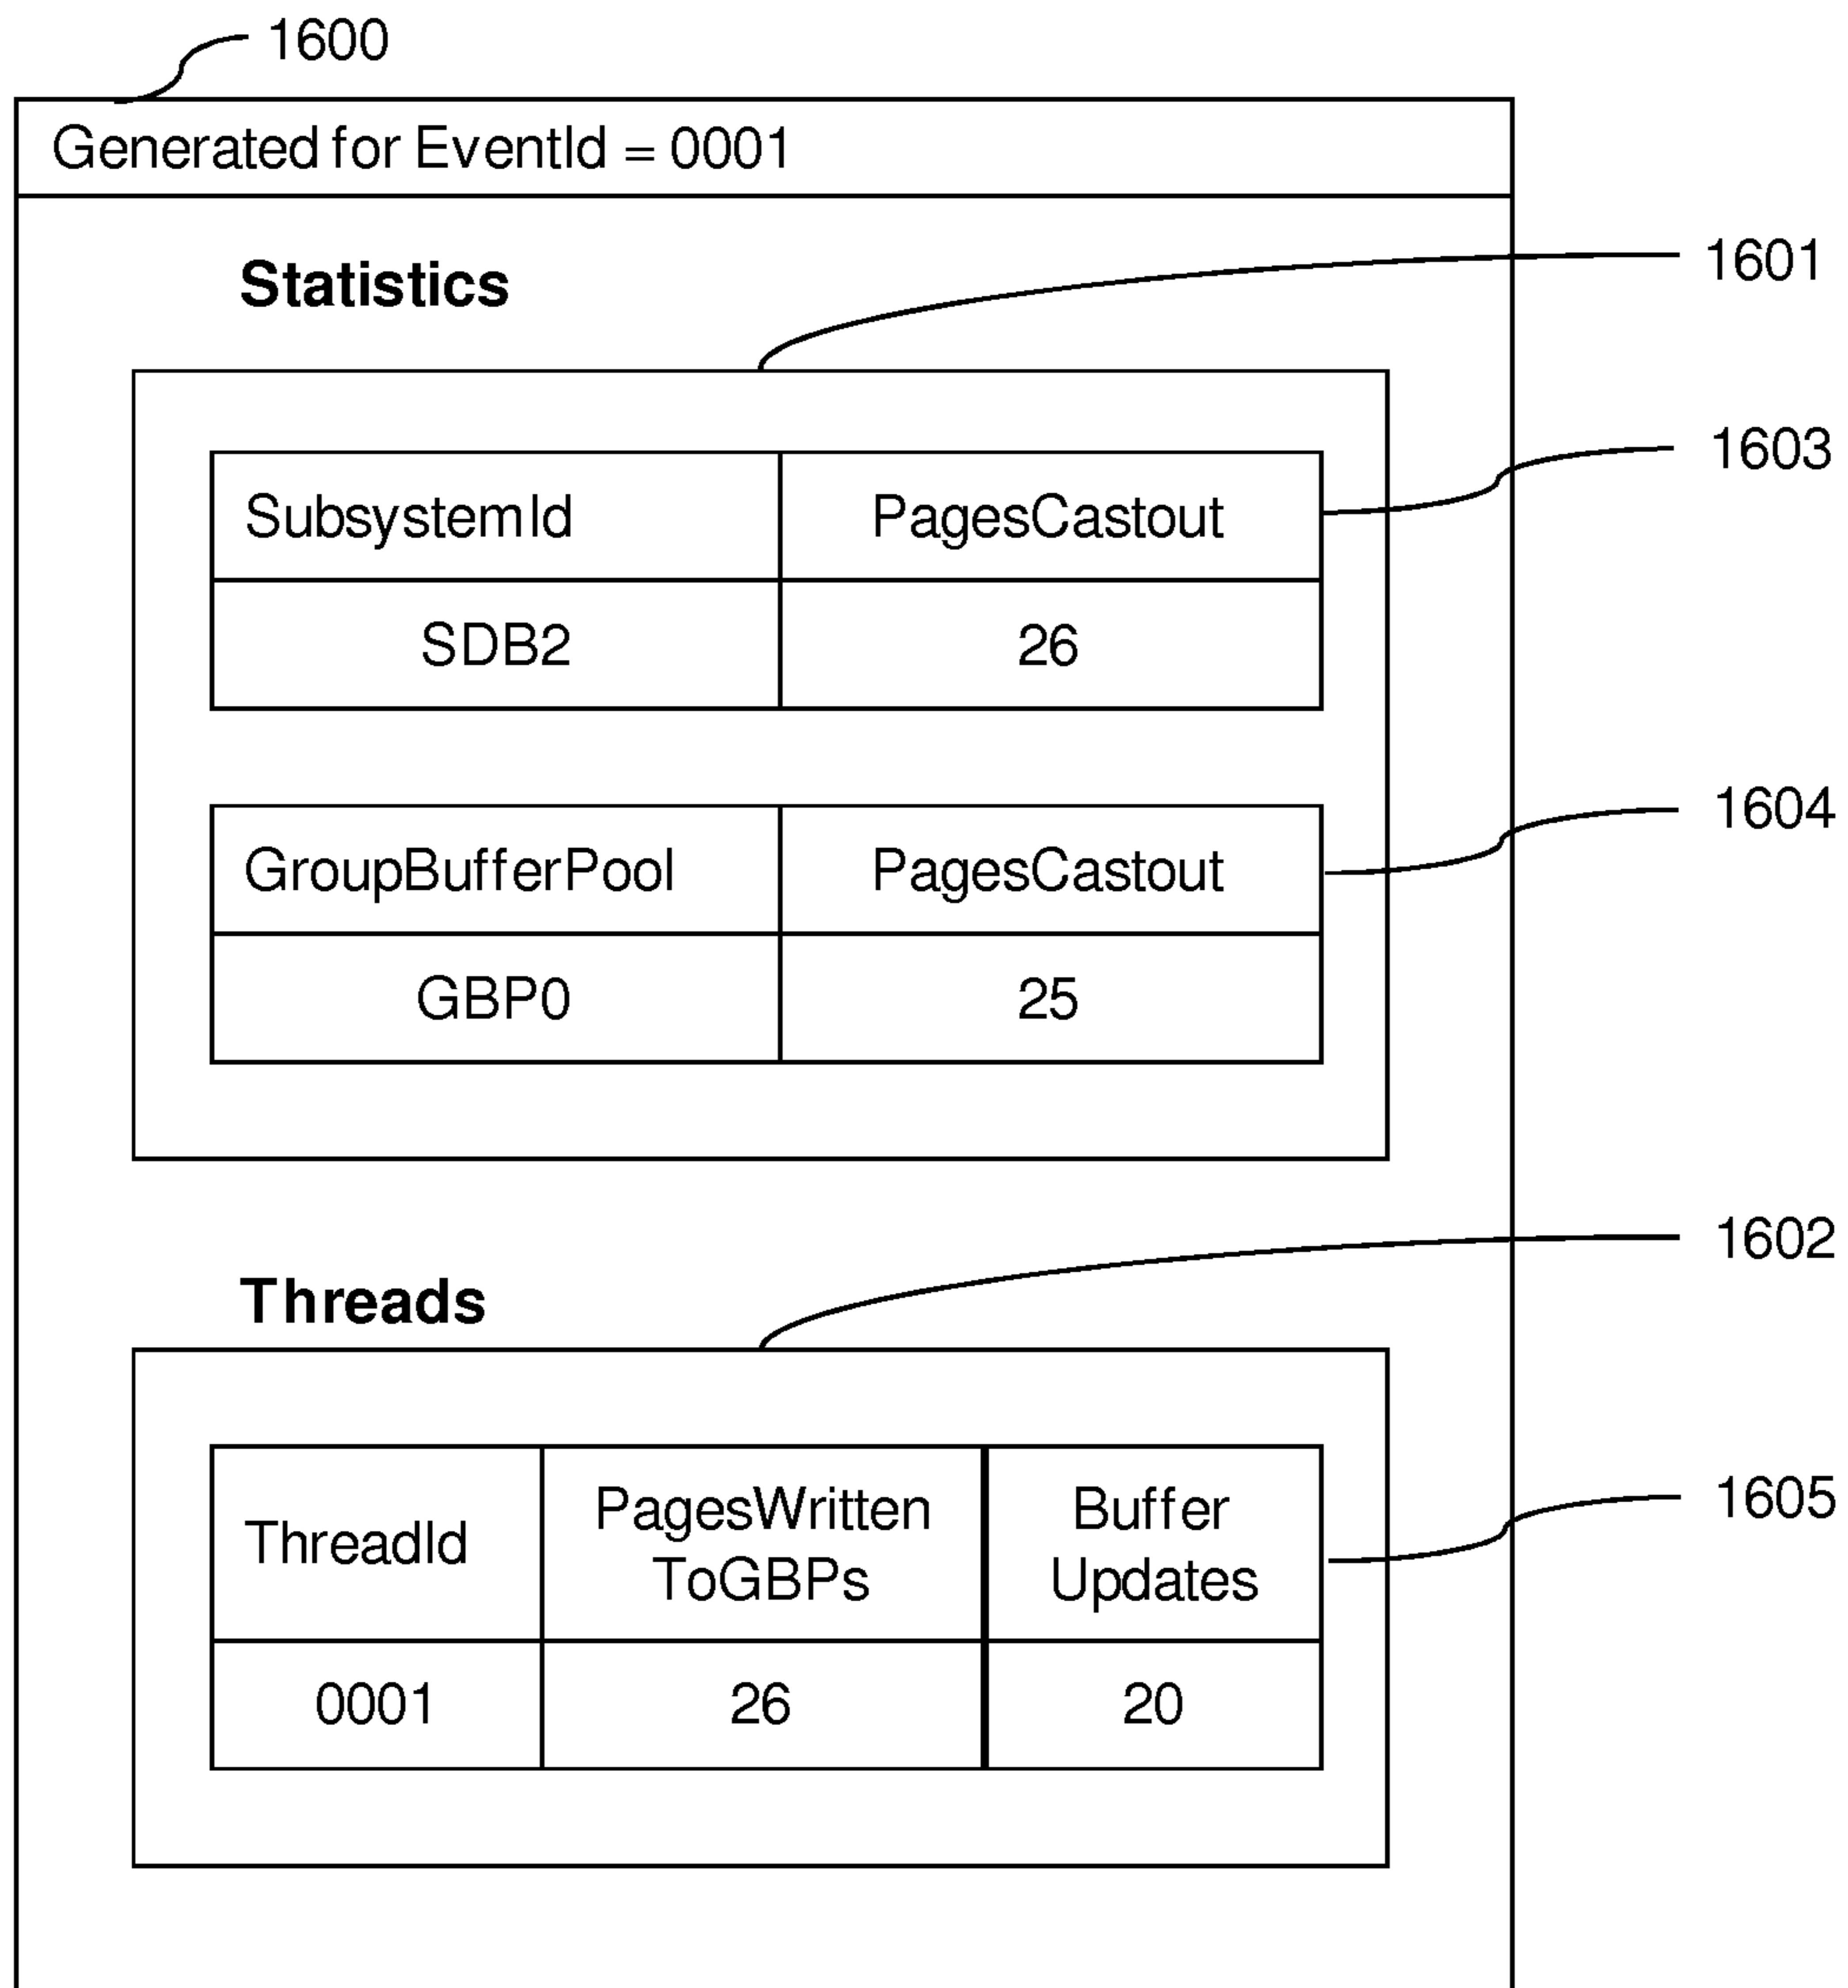 1600
Generated for EventId = 0001
Statistics
1601
1603
SubsystemId PagesCastout
SDB2 26
1604
GroupBufferPool PagesCastout
GBP0 25
1602
Threads
1605
ThreadId PagesWritten ToGBPs Buffer Updates
0001 26 20